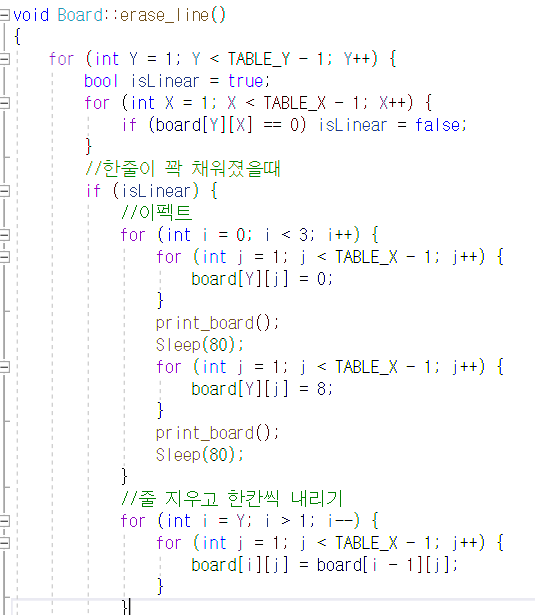 void Board::erase_line()
{
    for (int Y = 1; Y < TABLE_Y - 1; Y++) {
        bool isLinear = true;
        for (int X = 1; X < TABLE_X - 1; X++) {
            if (board[Y][X] == 0) isLinear = false;
        }
        //한줄이 꽉 채워졌을때
        if (isLinear) {
            //이펙트
            for (int i = 0; i < 3; i++) {
                for (int j = 1; j < TABLE_X - 1; j++) {
                    board[Y][j] = 0;
                }
                print_board();
                Sleep(80);
                for (int j = 1; j < TABLE_X - 1; j++) {
                    board[Y][j] = 8;
                }
                print_board();
                Sleep(80);
            }
            //줄 지우고 한칸씩 내리기
            for (int i = Y; i > 1; i--) {
                for (int j = 1; j < TABLE_X - 1; j++) {
                    board[i][j] = board[i - 1][j];
                }
            }